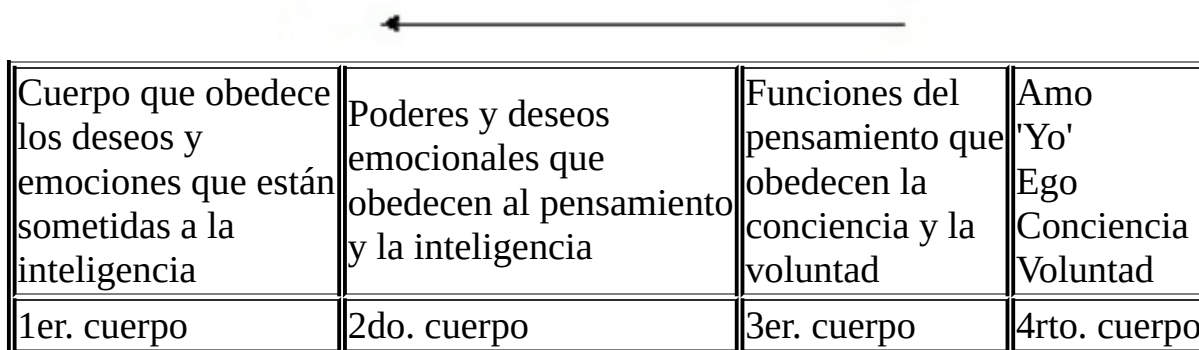 Cuerpo que obedece
los deseos y
emociones que están
sometidas a la
inteligencia
Poderes y deseos
emocionales que
obedecen al pensamiento
y la inteligencia
Funciones del
pensamiento que
obedecen la
conciencia y la
voluntad
Amo
'Yo'
Ego
Conciencia
Voluntad
1er. cuerpo
2do. cuerpo
3er. cuerpo
4rto. cuerpo